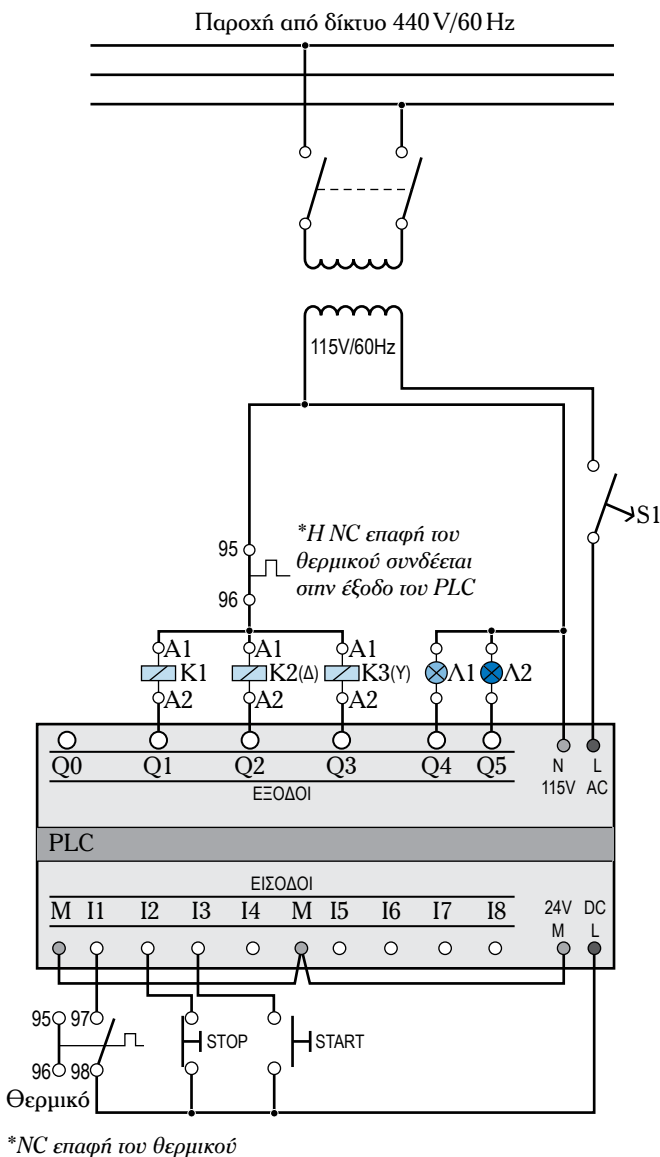 Παροχή από δίκτυο 440 V/60 Hz
115V/60Hz
S1
95
*Η NC επαφή του
θερμικού συνδέεται
στην έξοδο του PLC
96
A1 A1 A1
K1 K2(Δ) K3(Y) Λ1 Λ2
A2 A2 A2
Q0 Q1 Q2 Q3 Q4 Q5 N L
115V AC
ΕΞΟΔΟΙ
PLC
ΕΙΣΟΔΟΙ
M I1 I2 I3 I4 M I5 I6 I7 I8 24V DC
M L
95 97
STOP START
96 98
Θερμικό
*NC επαφή του θερμικού